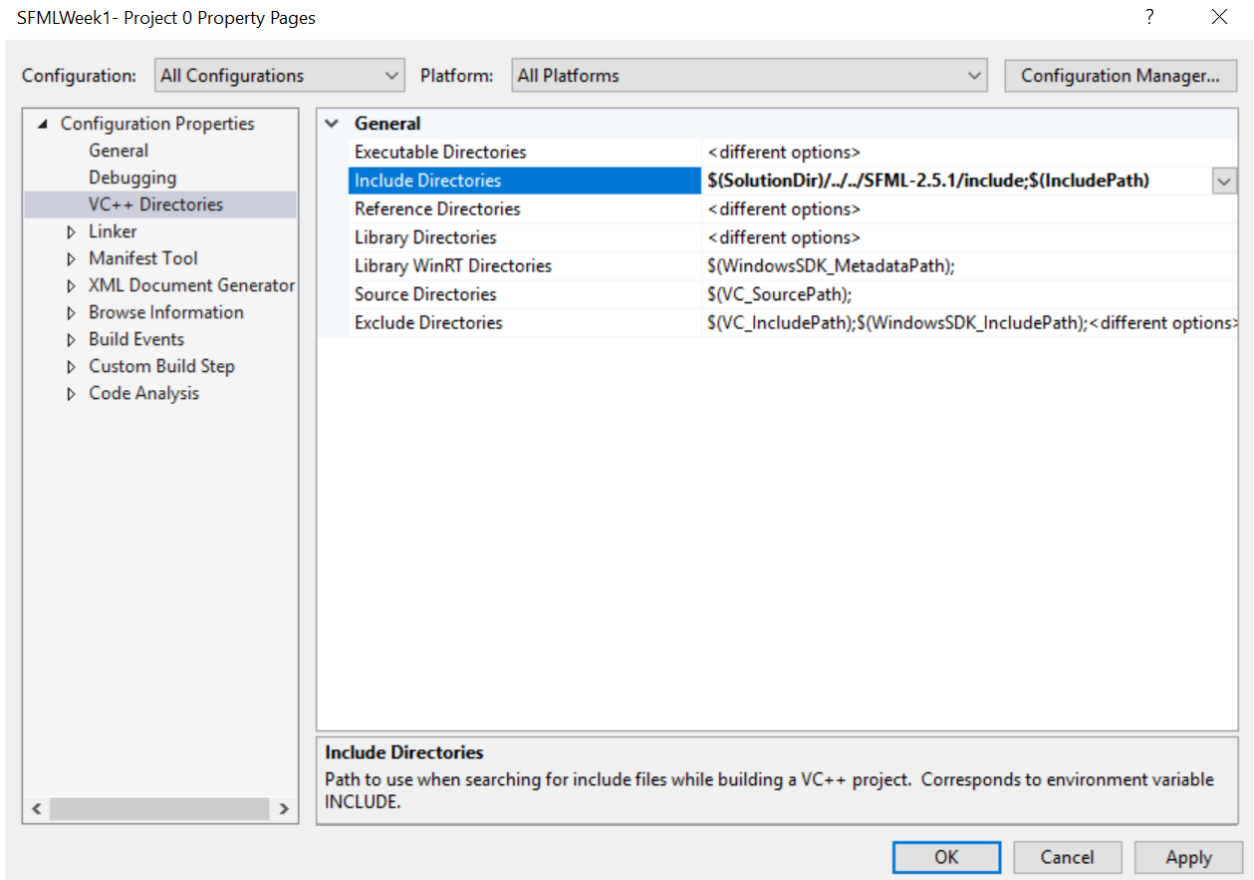 SFMLWeek1- Project 0 Property Pages
?
Configuration: All Configurations Platform: All Platforms Configuration Manager...
Configuration Properties
General
Debugging
VC++ Directories
Linker
Manifest Tool
XML Document Generator
Browse Information
Build Events
Custom Build Step
Code Analysis
General
Executable Directories <different options>
Include Directories $(SolutionDir)/../../SFML-2.5.1/include;$(IncludePath)
Reference Directories <different options>
Library Directories <different options>
Library WinRT Directories $(WindowsSDK_MetadataPath);
Source Directories $(VC_SourcePath);
Exclude Directories $(VC_IncludePath);$(WindowsSDK_IncludePath);<different options>
Include Directories
Path to use when searching for include files while building a VC++ project. Corresponds to environment variable
INCLUDE.
OK Cancel Apply